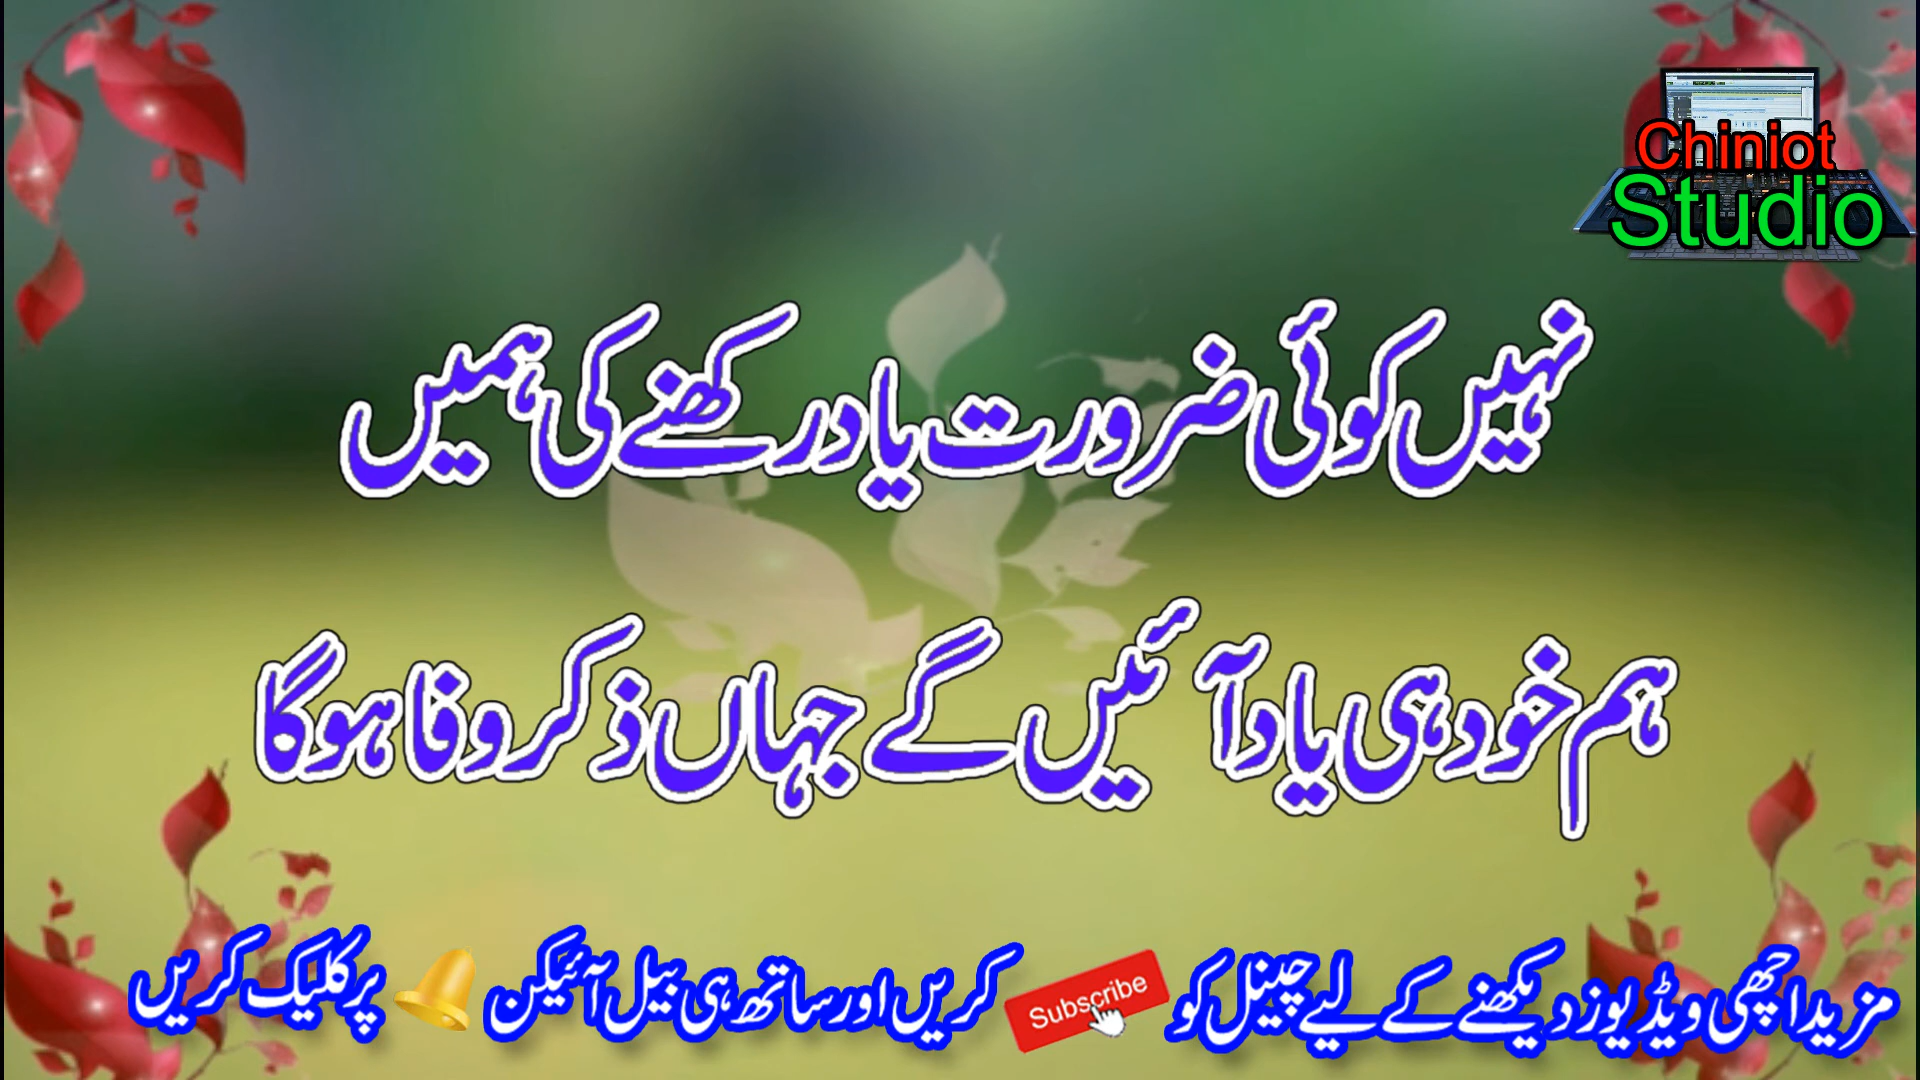 Chiniot
Studio
نہیں کوئی ضرورت یاد رکھنے کی ہمیں
ہم خود ہی یاد آئیں گے جہاں ذکر وفا ہوگا
مزید اچھی ویڈیوز دیکھنے کے لیے چینل کو Subscribe کریں اور ساتھ ہی بیل آئیکن پر کلیک کریں